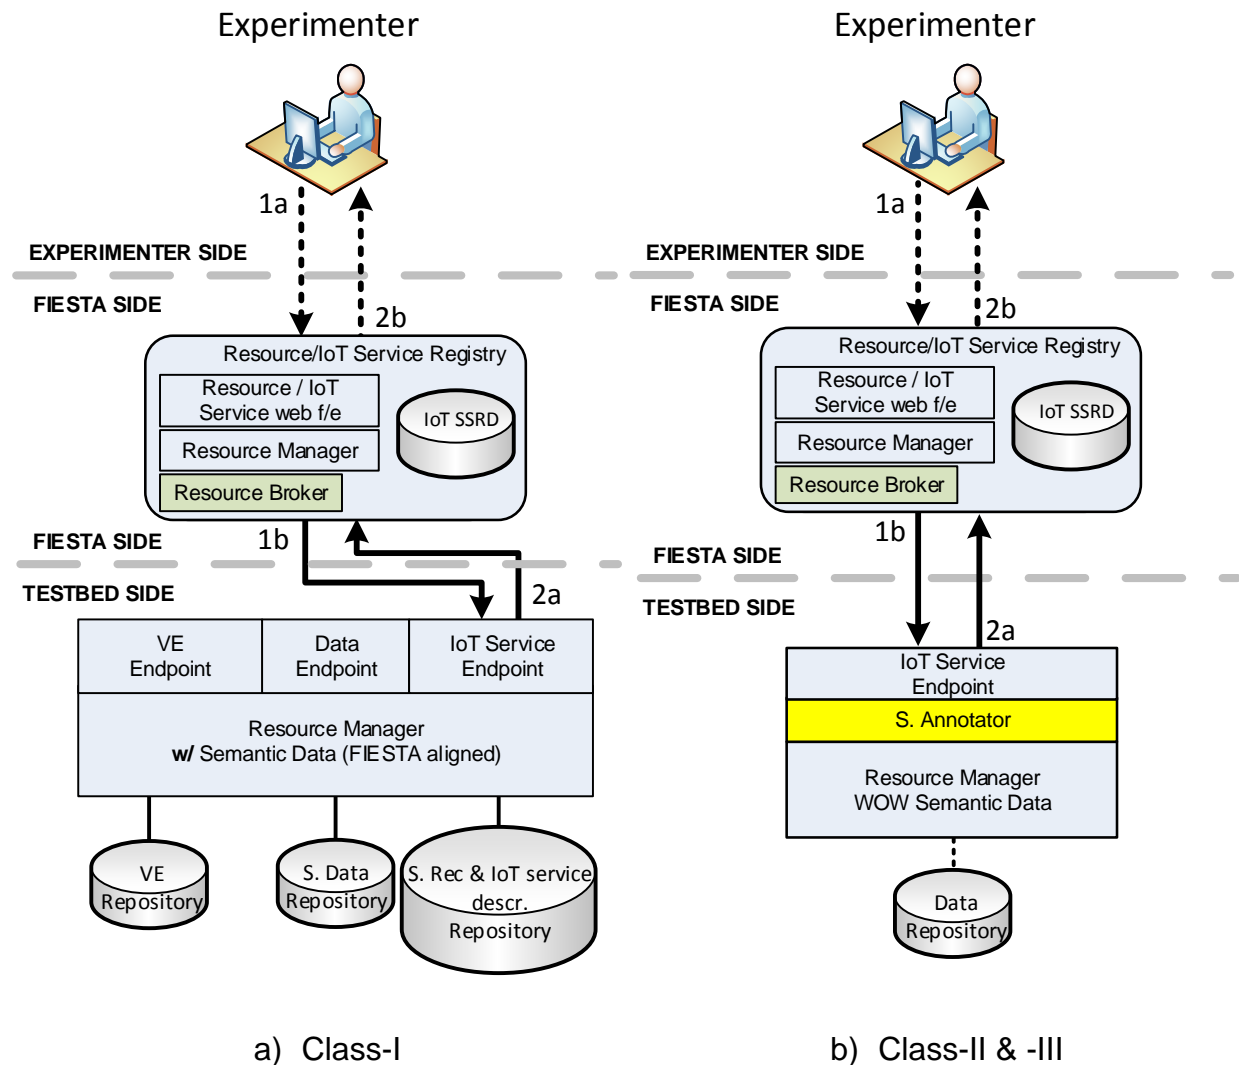 Experimenter
1a
EXPERIMENTER SIDE
FIESTA SIDE
2b
Resource/IoT Service Registry
Resource / IoT
Service web f/e
IoT SSRD
Resource Manager
Resource Broker
1b
FIESTA SIDE
TESTBED SIDE
2a
VE
Endpoint
Data
Endpoint
IoT Service
Endpoint
Resource Manager
w/ Semantic Data (FIESTA aligned)
VE
Repository
S. Data
Repository
S. Rec & IoT service
descr.
Repository
a) Class-I
Experimenter
1a
EXPERIMENTER SIDE
FIESTA SIDE
2b
Resource/IoT Service Registry
Resource / IoT
Service web f/e
IoT SSRD
Resource Manager
Resource Broker
1b
FIESTA SIDE
TESTBED SIDE
2a
IoT Service
Endpoint
S. Annotator
Resource Manager
WOW Semantic Data
Data
Repository
b) Class-II & -III